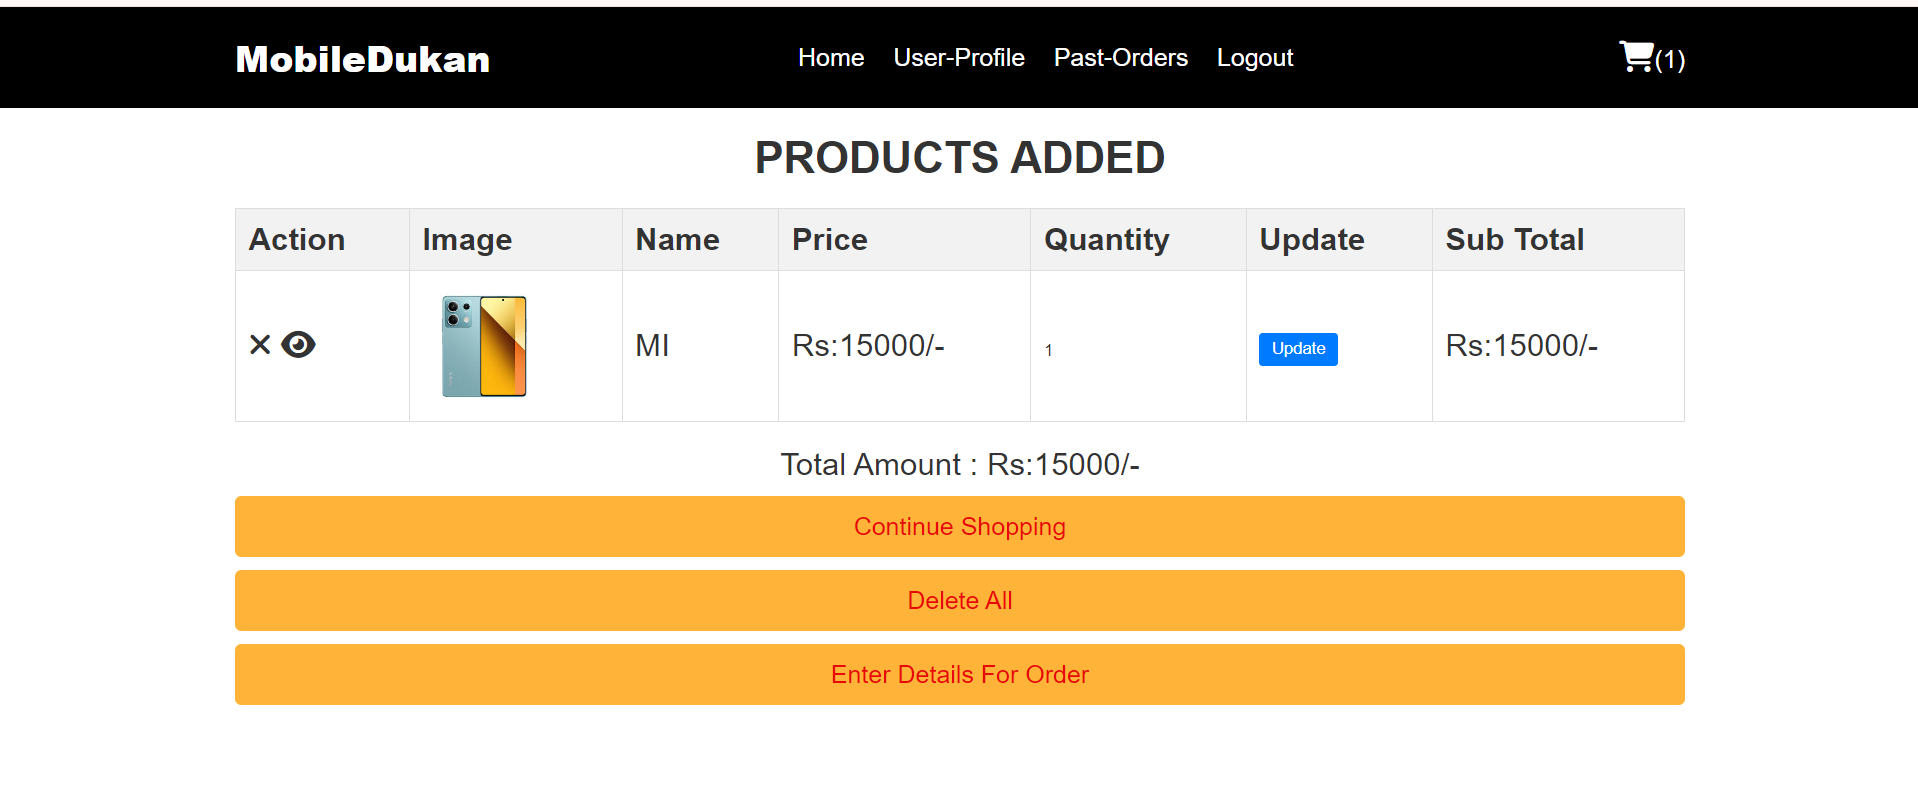 MobileDukan Home User-Profile Past-Orders Logout (1)
PRODUCTS ADDED
Action Image Name Price Quantity Update Sub Total
MI Rs:15000/- 1 Update Rs:15000/-
Total Amount : Rs:15000/-
Continue Shopping
Delete All
Enter Details For Order